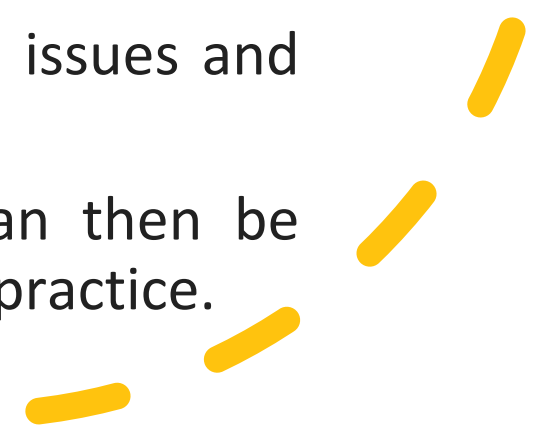 issues and
an then be
practice.